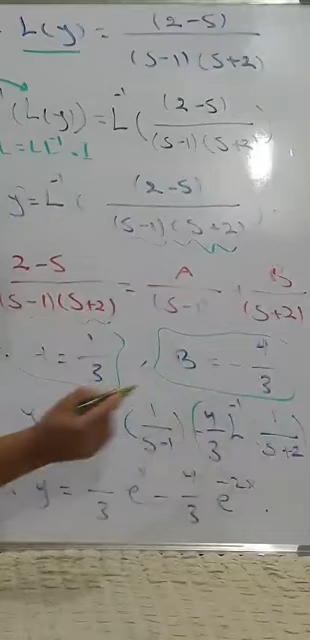 L(y) = (2-s) / (s-1)(s+2)
(L(y)) = L⁻¹ ( (2-s) / (s-1)(s+2
L = LL⁻¹ = 1
y = L⁻¹ ( (2-s) / (s-1)(s+2) )
2-s / (s-1)(s+2) = A / (s-1 + B / (s+2)
= 1/3 , B = -4/3
(1/s-1) (4/3 L⁻¹ 1/s+2
y = /3 e - 4/3 e^-2x .